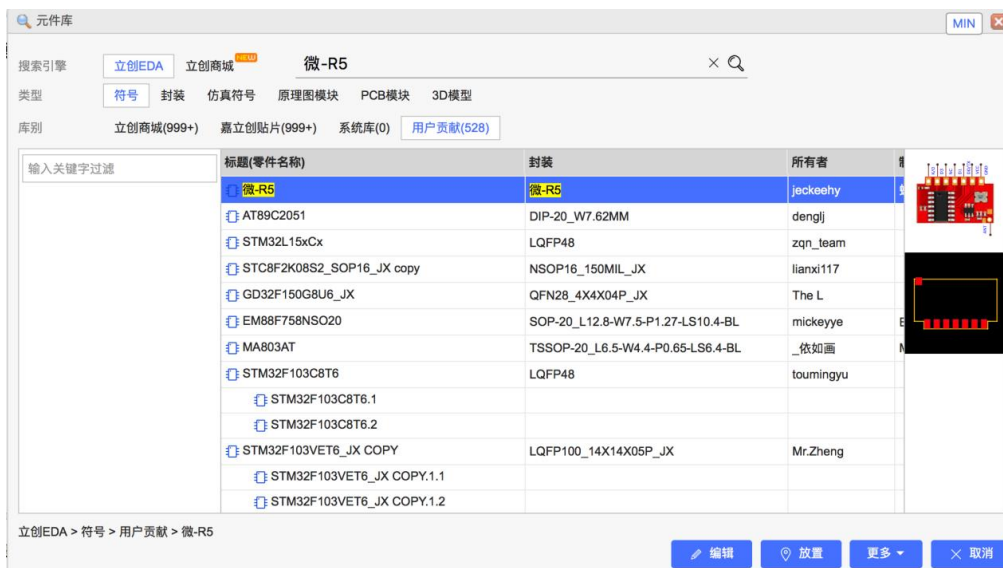 元件库
MIN
搜索引擎 立创EDA 立创商城 NEW 微-R5
类型 符号 封装 仿真符号 原理图模块 PCB模块 3D模型
库别 立创商城(999+) 嘉立创贴片(999+) 系统库(0) 用户贡献(528)
输入关键字过滤
标题(零件名称) 封装 所有者
微-R5 微-R5 jeckeehy
AT89C2051 DIP-20_W7.62MM denglj
STM32L15xCx LQFP48 zqn_team
STC8F2K08S2_SOP16_JX copy NSOP16_150MIL_JX lianxi117
GD32F150G8U6_JX QFN28_4X4X04P_JX The L
EM88F758NSO20 SOP-20_L12.8-W7.5-P1.27-LS10.4-BL mickeyye
MA803AT TSSOP-20_L6.5-W4.4-P0.65-LS6.4-BL _依如画
STM32F103C8T6 LQFP48 toumingyu
STM32F103C8T6.1
STM32F103C8T6.2
STM32F103VET6_JX COPY LQFP100_14X14X05P_JX Mr.Zheng
STM32F103VET6_JX COPY.1.1
STM32F103VET6_JX COPY.1.2
立创EDA > 符号 > 用户贡献 > 微-R5
编辑 放置 更多 取消